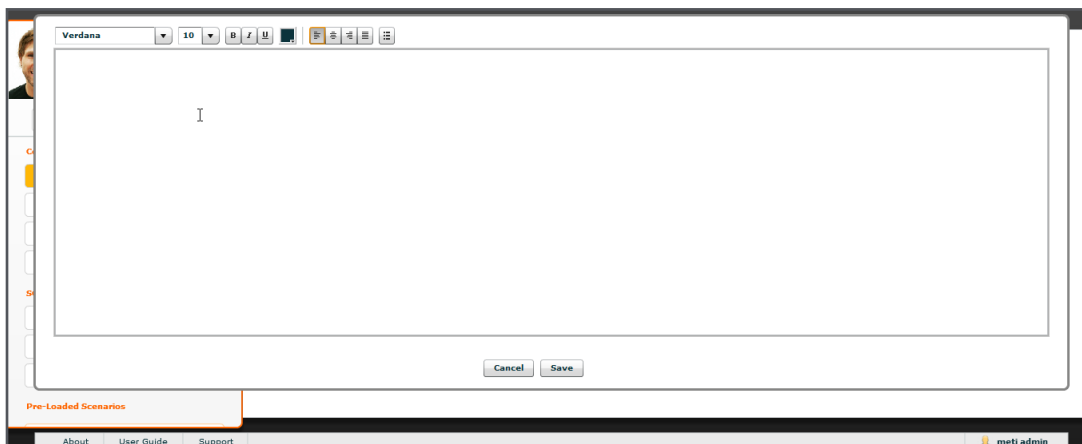 Verdana 10 B I U
Cancel Save
Pre-Loaded Scenarios
About User Guide Support meti admin